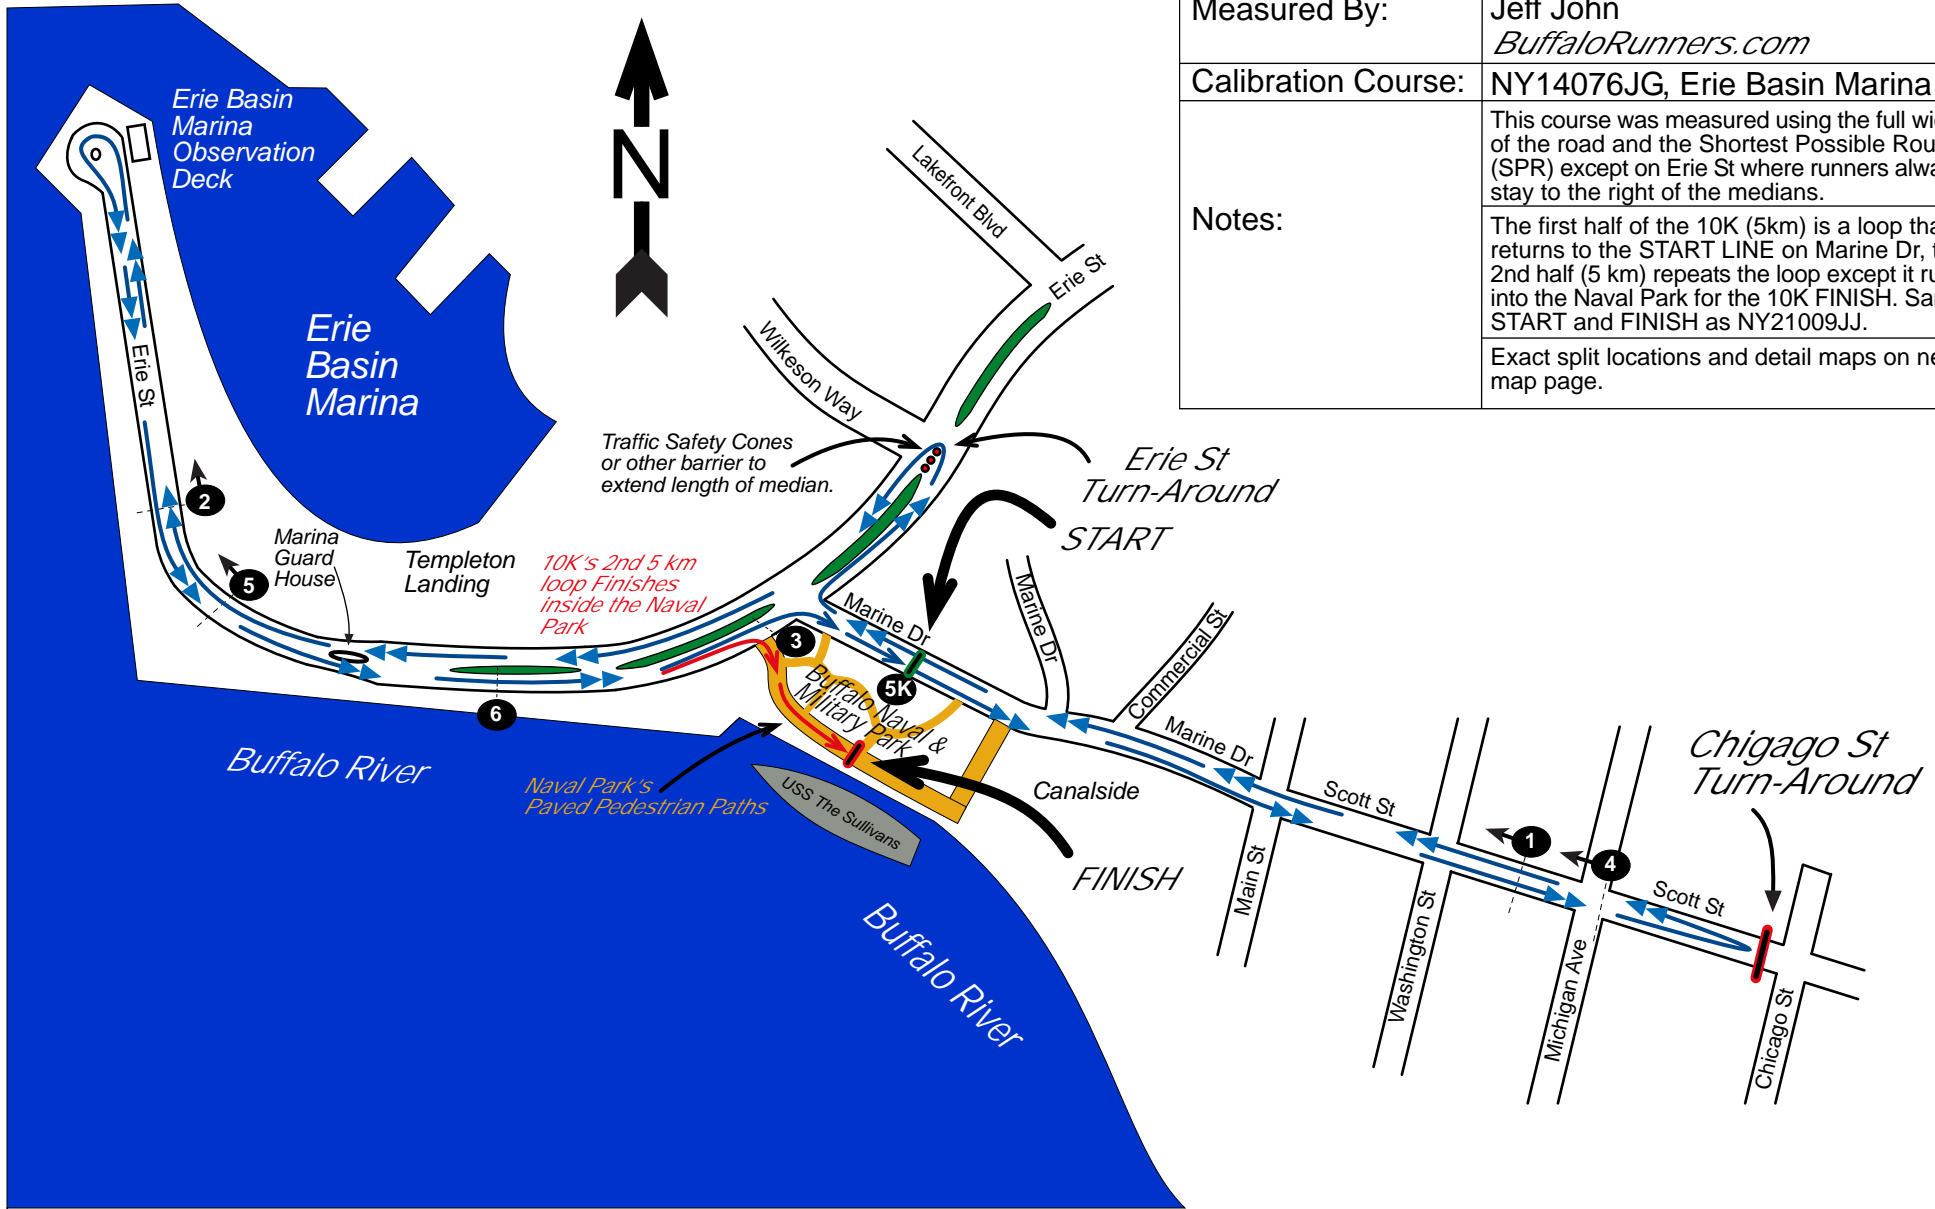 Measured By:
Jeff John
BuffaloRunners.com
Calibration Course:
NY14076JG, Erie Basin Marina
Notes:
This course was measured using the full wi
of the road and the Shortest Possible Rou
(SPR) except on Erie St where runners alwa
stay to the right of the medians.
The first half of the 10K (5km) is a loop tha
returns to the START LINE on Marine Dr, t
2nd half (5 km) repeats the loop except it ru
into the Naval Park for the 10K FINISH. Sa
START and FINISH as NY21009JJ.
Exact split locations and detail maps on ne
map page.
Erie Basin
Marina
Observation
Deck
N
Lakefront Blvd
Erie St
Erie
Basin
Marina
Erie St
Wilkeson Way
Traffic Safety Cones
or other barrier to
extend length of median.
Erie St
Turn-Around
START
2
Marina
Guard
House
5
Templeton
Landing
10K's 2nd 5 km
loop Finishes
inside the Naval
Park
Marine Dr
Marine Dr
Commercial St
3
5K
6
Buffalo Naval &
Military Park
Marine Dr
Buffalo River
Naval Park's
Paved Pedestrian Paths
USS The Sullivans
Canalside
Scott St
Chigago St
Turn-Around
FINISH
1
4
Main St
Washington St
Scott St
Michigan Ave
Chicago St
Buffalo River